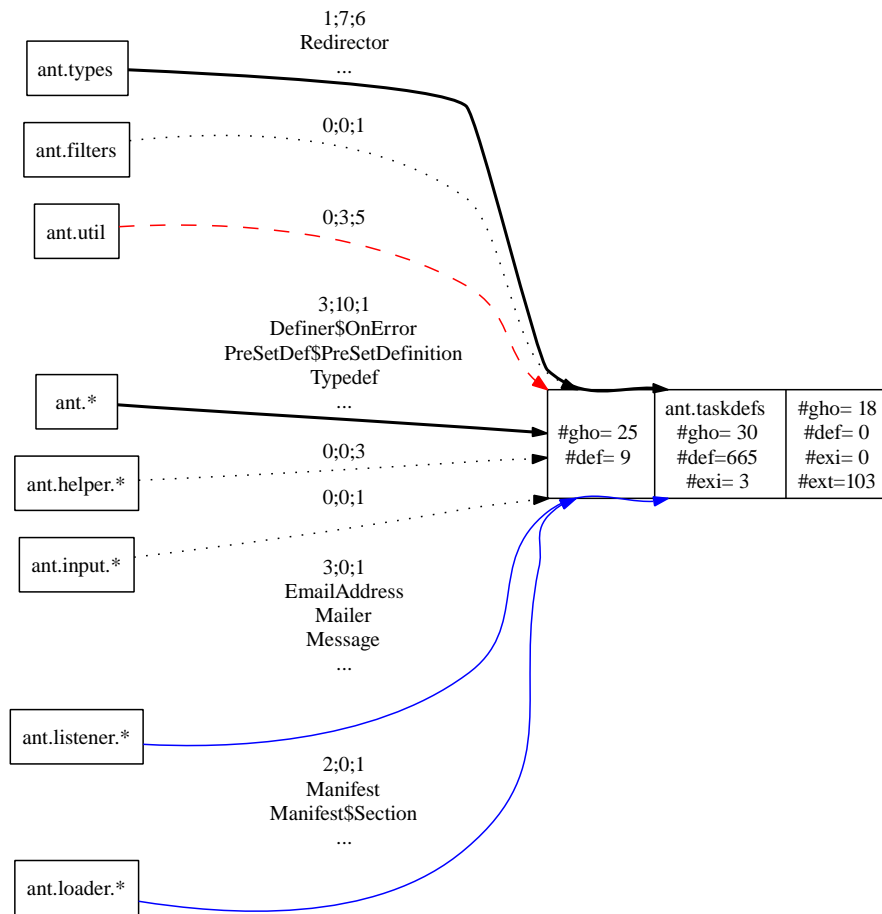 1;7;6
Redirector
...
ant.types
0;0;1
ant.filters
0;3;5
ant.util
3;10;1
Definer$OnError
PreSetDef$PreSetDefinition
Typedef
...
ant.*
#gho= 25
#def= 9
ant.taskdefs
#gho= 30
#def=665
#exi= 3
#gho= 18
#def= 0
#exi= 0
#ext=103
0;0;3
ant.helper.*
0;0;1
ant.input.*
3;0;1
EmailAddress
Mailer
Message
...
ant.listener.*
2;0;1
Manifest
Manifest$Section
...
ant.loader.*